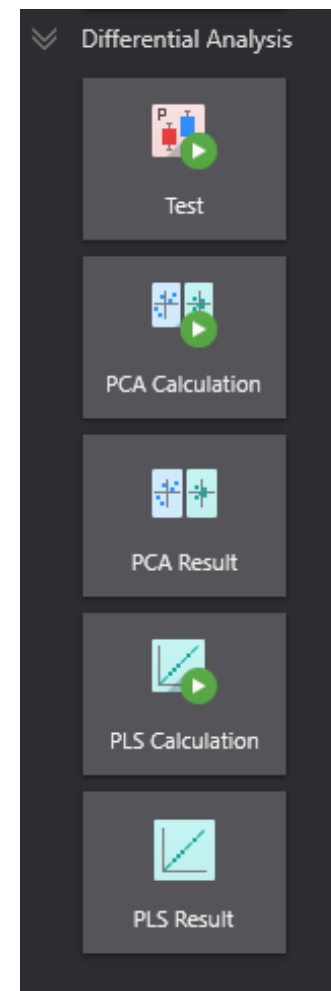 Differential Analysis
P
Test
PCA Calculation
PCA Result
PLS Calculation
PLS Result